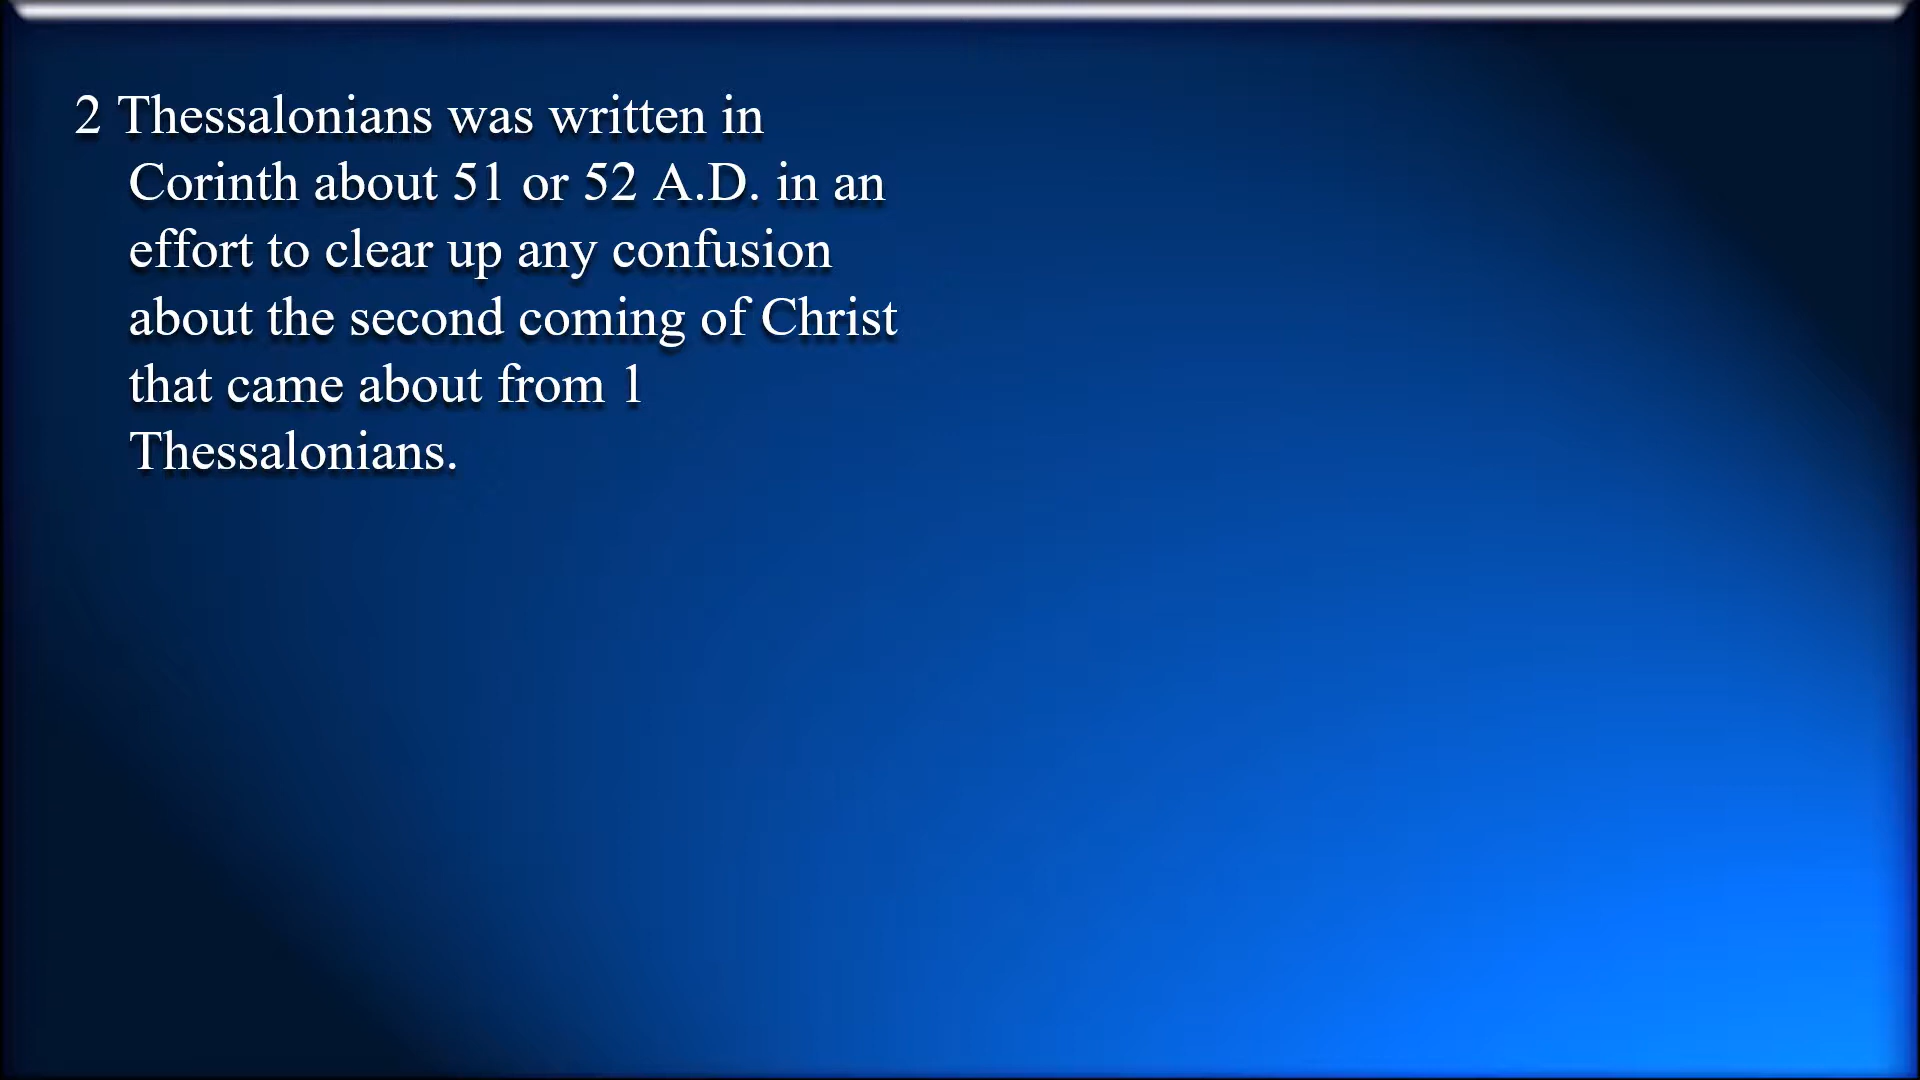 2 Thessalonians was written in
Corinth about 51 or 52 A.D. in an
effort to clear up any confusion
about the second coming of Christ
that came about from 1
Thessalonians.